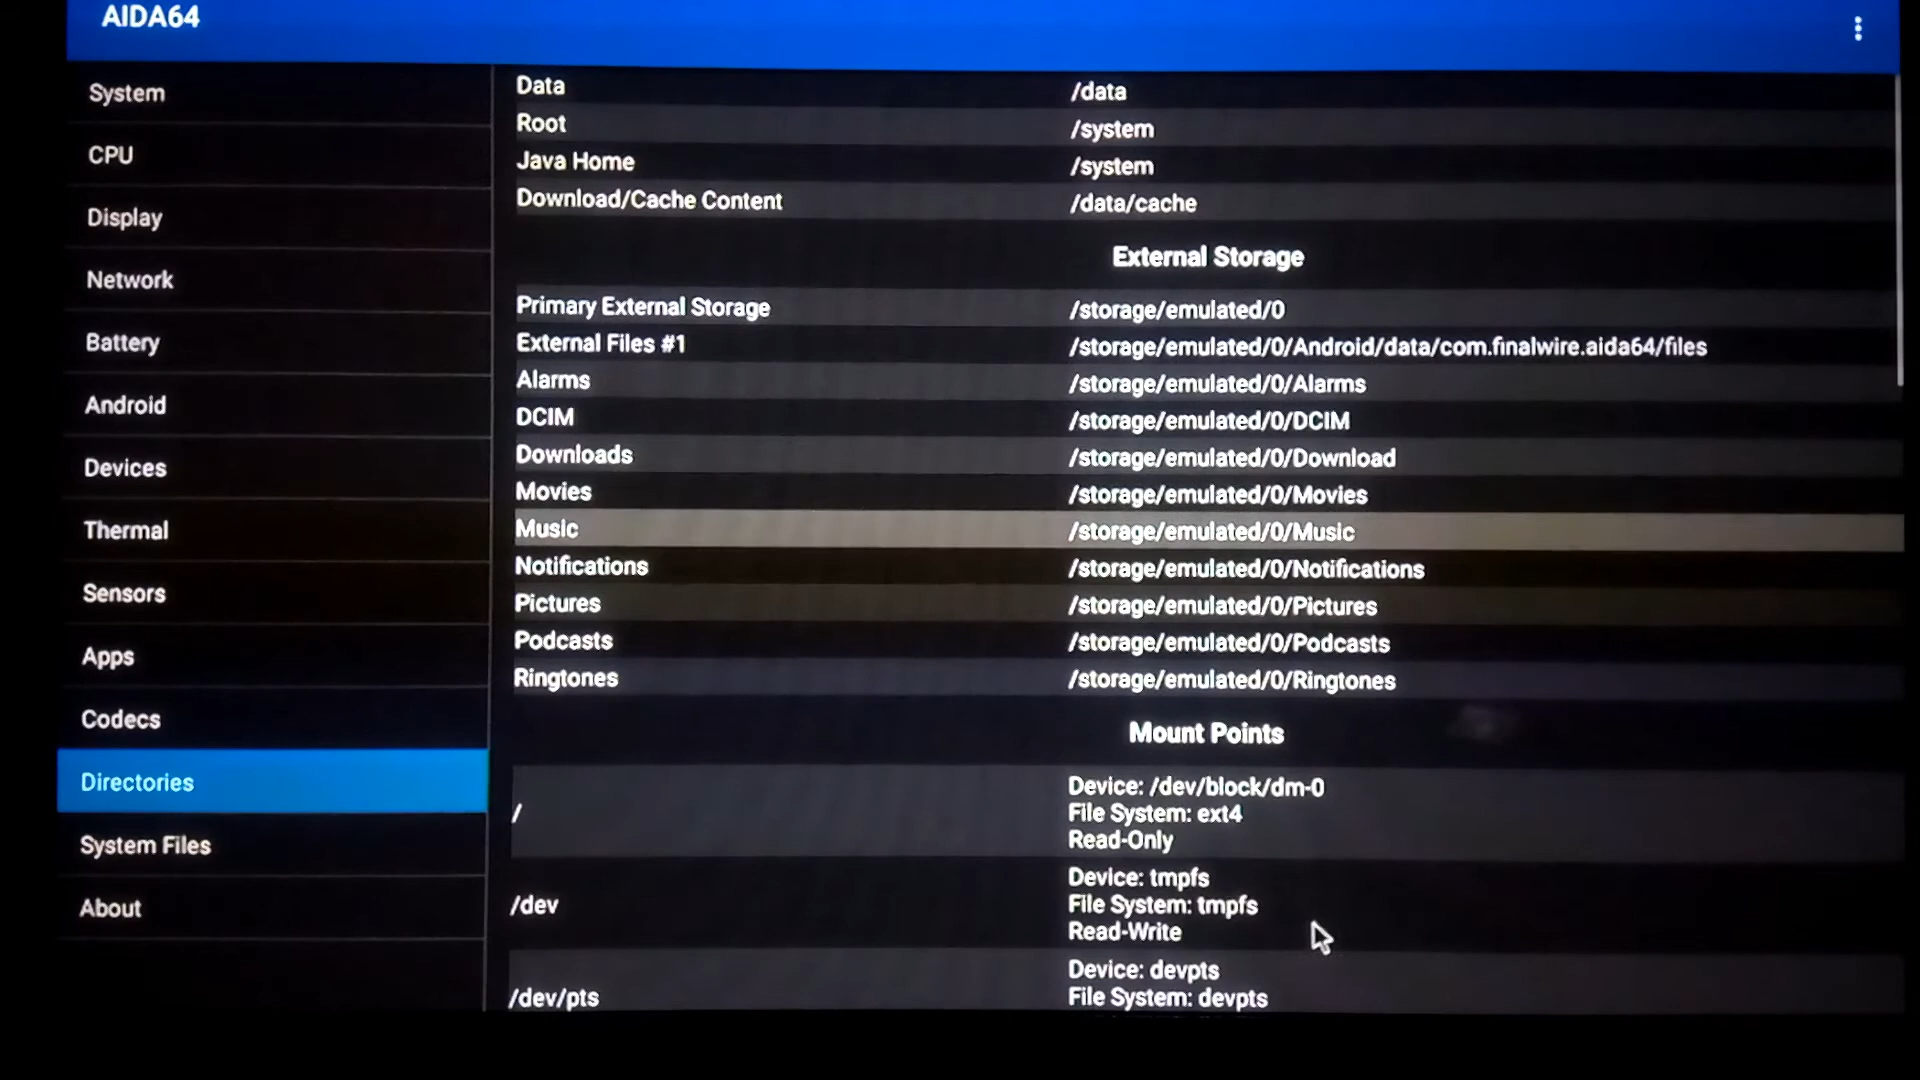 AIDA64
System
CPU
Display
Network
Battery
Android
Devices
Thermal
Sensors
Apps
Codecs
Directories
System Files
About
Data /data
Root /system
Java Home /system
Download/Cache Content /data/cache
External Storage
Primary External Storage /storage/emulated/0
External Files #1 /storage/emulated/0/Android/data/com.finalwire.aida64/files
Alarms /storage/emulated/0/Alarms
DCIM /storage/emulated/0/DCIM
Downloads /storage/emulated/0/Download
Movies /storage/emulated/0/Movies
Music /storage/emulated/0/Music
Notifications /storage/emulated/0/Notifications
Pictures /storage/emulated/0/Pictures
Podcasts /storage/emulated/0/Podcasts
Ringtones /storage/emulated/0/Ringtones
Mount Points
/
Device: /dev/block/dm-0
File System: ext4
Read-Only
/dev
Device: tmpfs
File System: tmpfs
Read-Write
/dev/pts
Device: devpts
File System: devpts